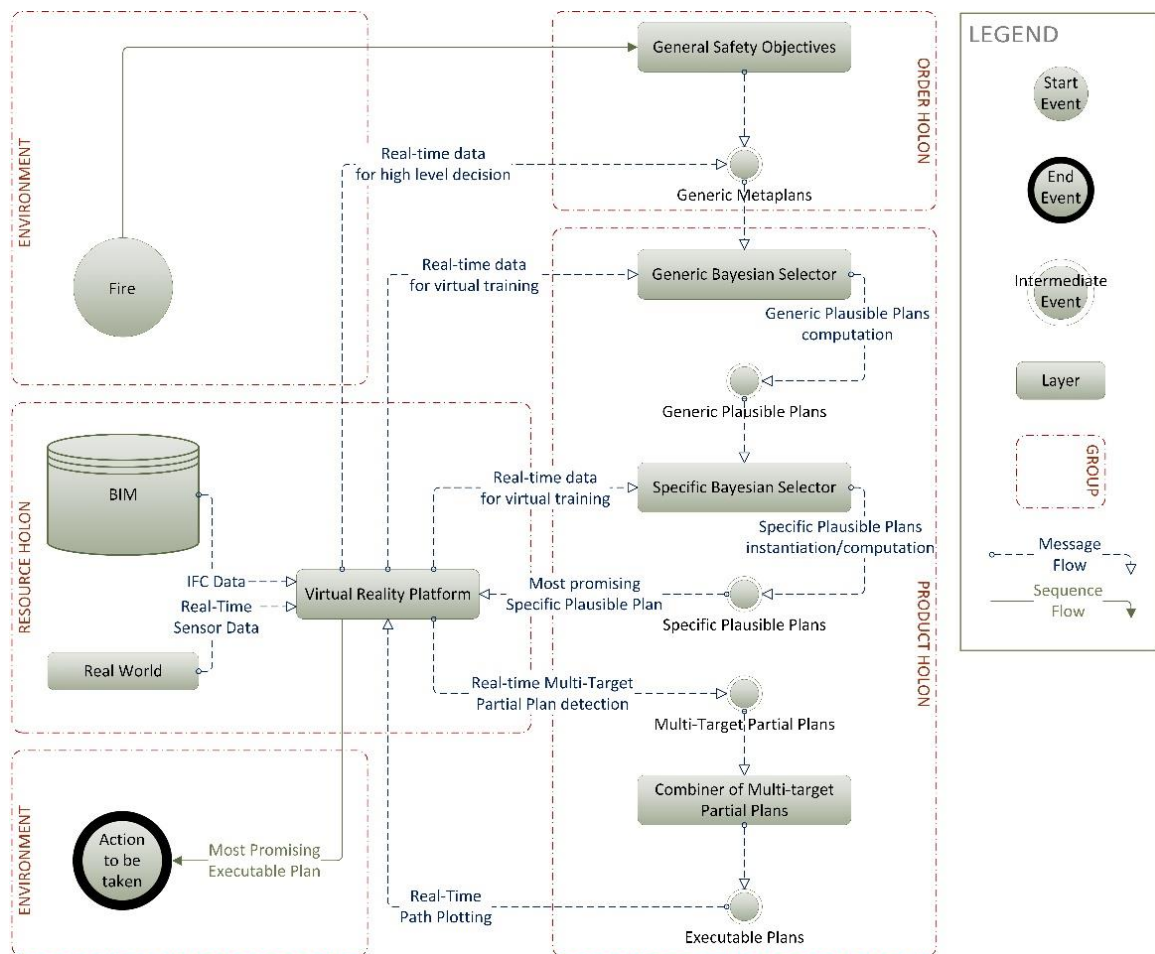 ENVIRONMENT
Fire
General Safety Objectives
ORDER HOLON
Real-time data
for high level decision
Generic Metaplans
Real-time data
for virtual training
Generic Bayesian Selector
Generic Plausible Plans
computation
Generic Plausible Plans
RESOURCE HOLON
BIM
IFC Data
Real-Time
Sensor Data
Real World
Virtual Reality Platform
Real-time data
for virtual training
Specific Bayesian Selector
Specific Plausible Plans
instantiation/computation
Most promising
Specific Plausible Plan
Specific Plausible Plans
PRODUCT HOLON
Real-time Multi-Target
Partial Plan detection
Multi-Target Partial Plans
Combiner of Multi-target
Partial Plans
ENVIRONMENT
Action
to be
taken
Most Promising
Executable Plan
Real-Time
Path Plotting
Executable Plans
LEGEND
Start
Event
End
Event
Intermediate
Event
Layer
GROUP
Message
Flow
Sequence
Flow